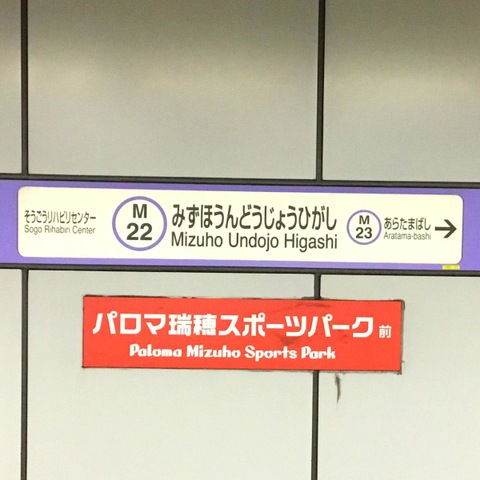 そうごうリハビリセンター
Sogo Rihabiri Center
M
22
みずほうんどうじょうひがし
Mizuho Undojo Higashi
M
23
あらたまばし
Aratama-bashi
パロマ瑞穂スポーツパーク前
Paloma Mizuho Sports Park